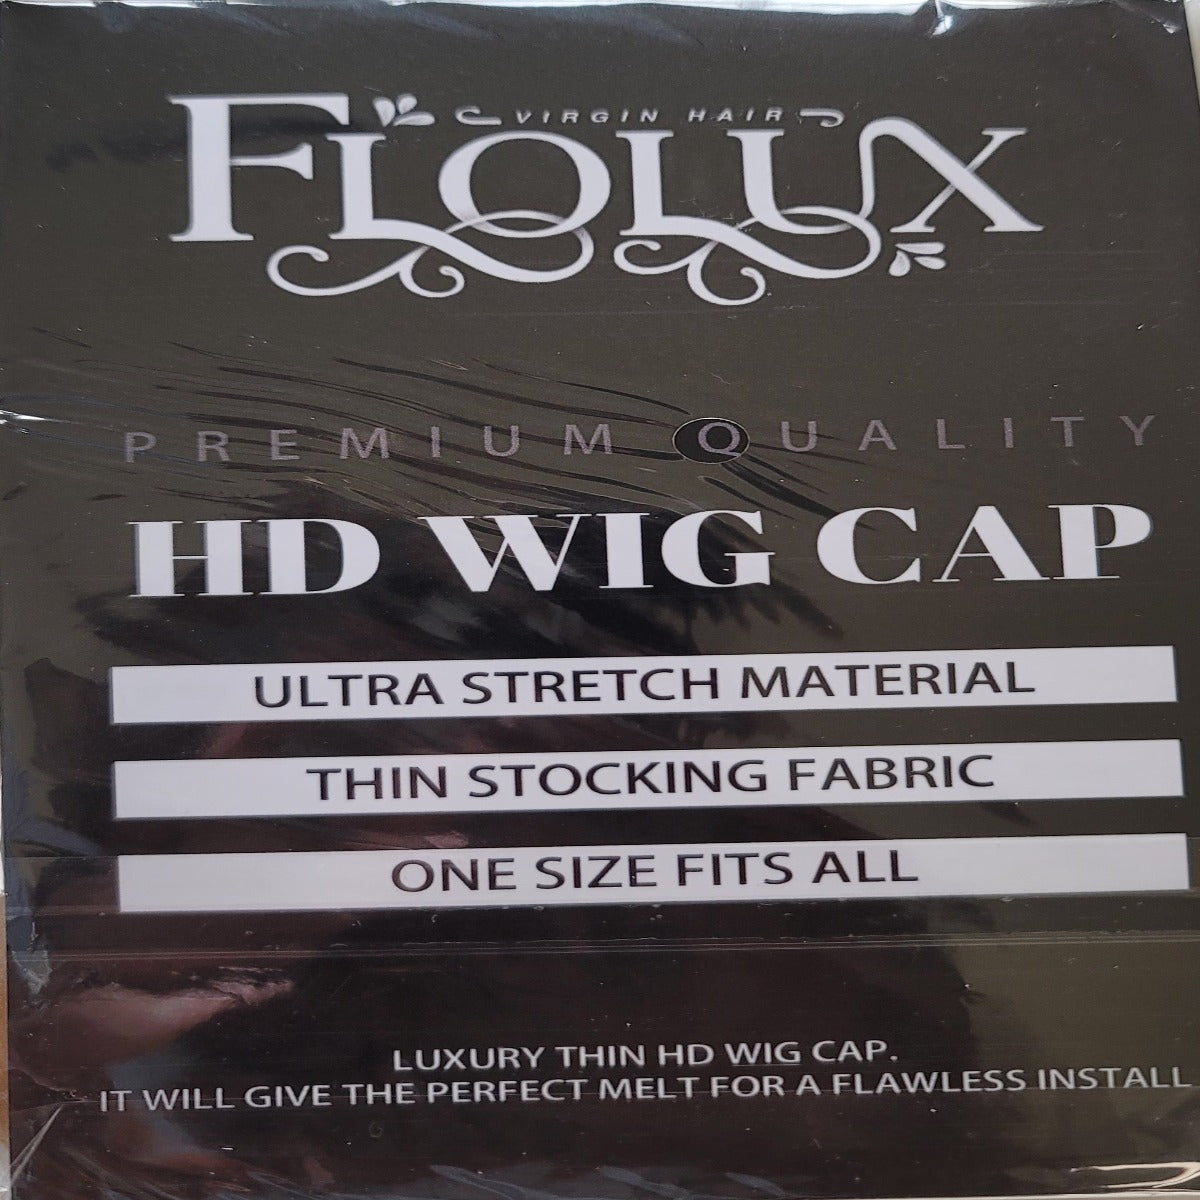 VIRGIN HAIR
FLOLUX
PREMIUM QUALITY
HD WIG CAP
ULTRA STRETCH MATERIAL
THIN STOCKING FABRIC
ONE SIZE FITS ALL
LUXURY THIN HD WIG CAP.
IT WILL GIVE THE PERFECT MELT FOR A FLAWLESS INSTALL